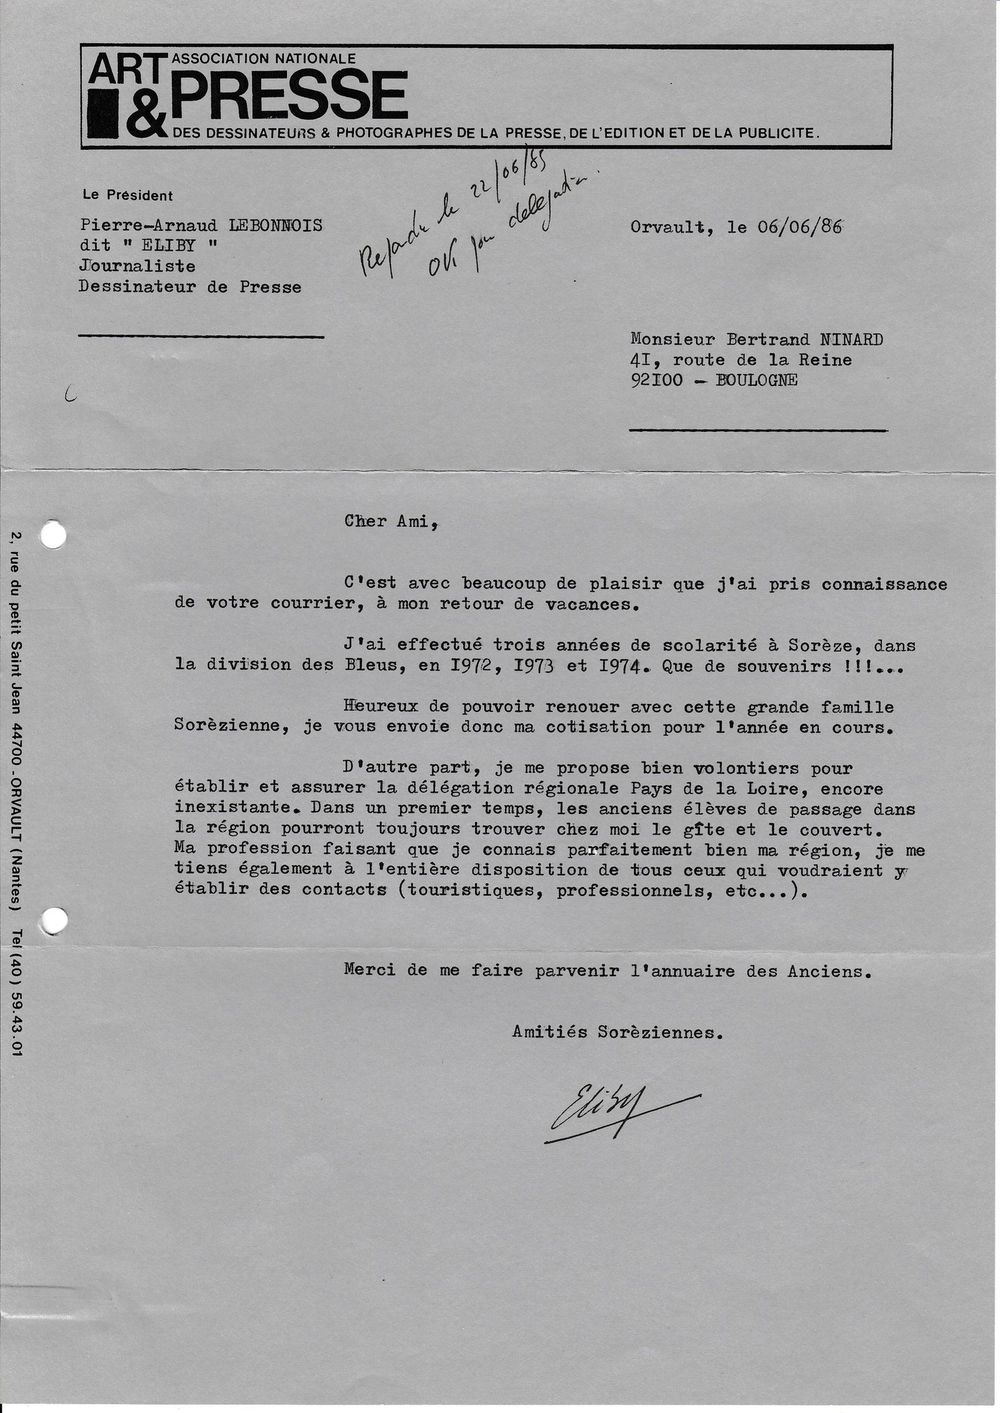 ART ASSOCIATION NATIONALE
& PRESSE
DES DESSINATEURS & PHOTOGRAPHES DE LA PRESSE, DE L'EDITION ET DE LA PUBLICITE.
Le Président
Pierre-Arnaud LEBONNOIS
dit " ELIBY "
Journaliste
Dessinateur de Presse
le 22/06/85
OK pour delegation.
Orvault, le 06/06/86
Monsieur Bertrand NINARD
4I, route de la Reine
92I00 - BOULOGNE
Cher Ami,
C'est avec beaucoup de plaisir que j'ai pris connaissance
de votre courrier, à mon retour de vacances.
J'ai effectué trois années de scolarité à Sorèze, dans
la division des Bleus, en I972, I973 et I974. Que de souvenirs !!!...
Heureux de pouvoir renouer avec cette grande famille
Sorèzienne, je vous envoie donc ma cotisation pour l'année en cours.
D'autre part, je me propose bien volontiers pour
établir et assurer la délégation régionale Pays de la Loire, encore
inexistante. Dans un premier temps, les anciens élèves de passage dans
la région pourront toujours trouver chez moi le gîte et le couvert.
Ma profession faisant que je connais parfaitement bien ma région, je me
tiens également à l'entière disposition de tous ceux qui voudraient y
établir des contacts (touristiques, professionnels, etc...).
Merci de me faire parvenir l'annuaire des Anciens.
Amitiés Sorèziennes.
Eliby
2, rue du petit Saint Jean 44700 - ORVAULT (Nantes) Tel (40) 59.43.01